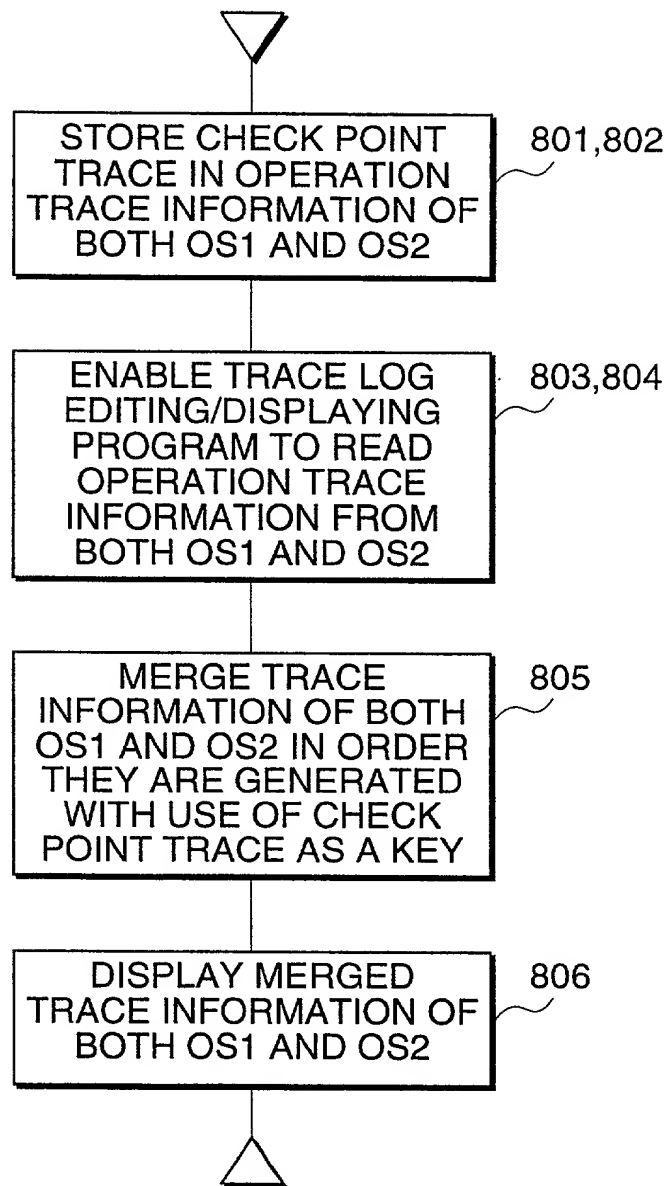 STORE CHECK POINT
TRACE IN OPERATION
TRACE INFORMATION OF
BOTH OS1 AND OS2
801,802
ENABLE TRACE LOG
EDITING/DISPLAYING
PROGRAM TO READ
OPERATION TRACE
INFORMATION FROM
BOTH OS1 AND OS2
803,804
MERGE TRACE
INFORMATION OF BOTH
OS1 AND OS2 IN ORDER
THEY ARE GENERATED
WITH USE OF CHECK
POINT TRACE AS A KEY
805
DISPLAY MERGED
TRACE INFORMATION OF
BOTH OS1 AND OS2
806